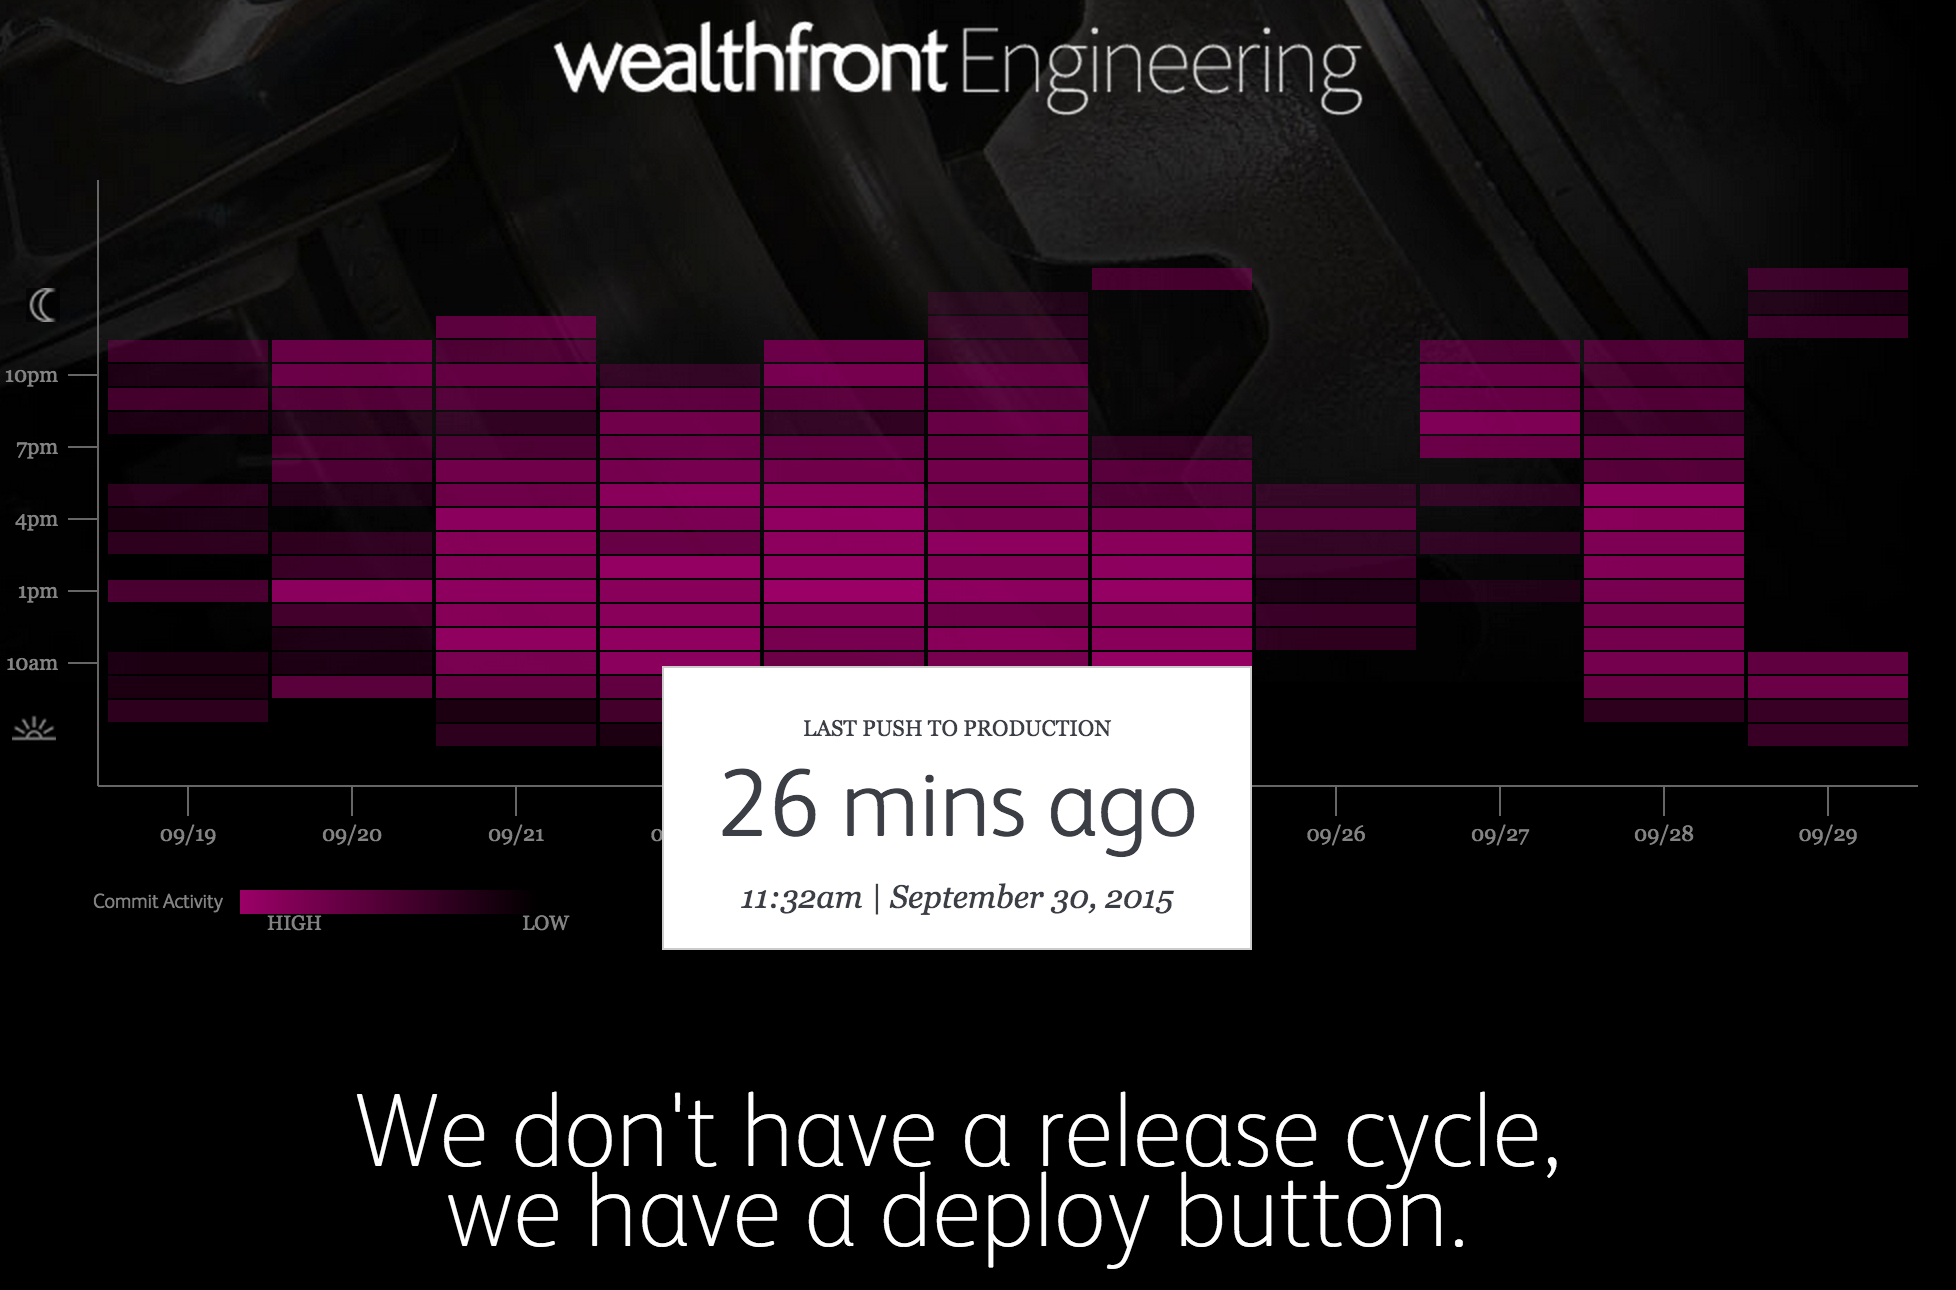 wealthfront Engineering
10pm
7pm
4pm
1pm
10am
LAST PUSH TO PRODUCTION
26 mins ago
11:32am | September 30, 2015
09/19 09/20 09/21 09/26 09/27 09/28 09/29
Commit Activity
HIGH LOW
We don't have a release cycle,
we have a deploy button.